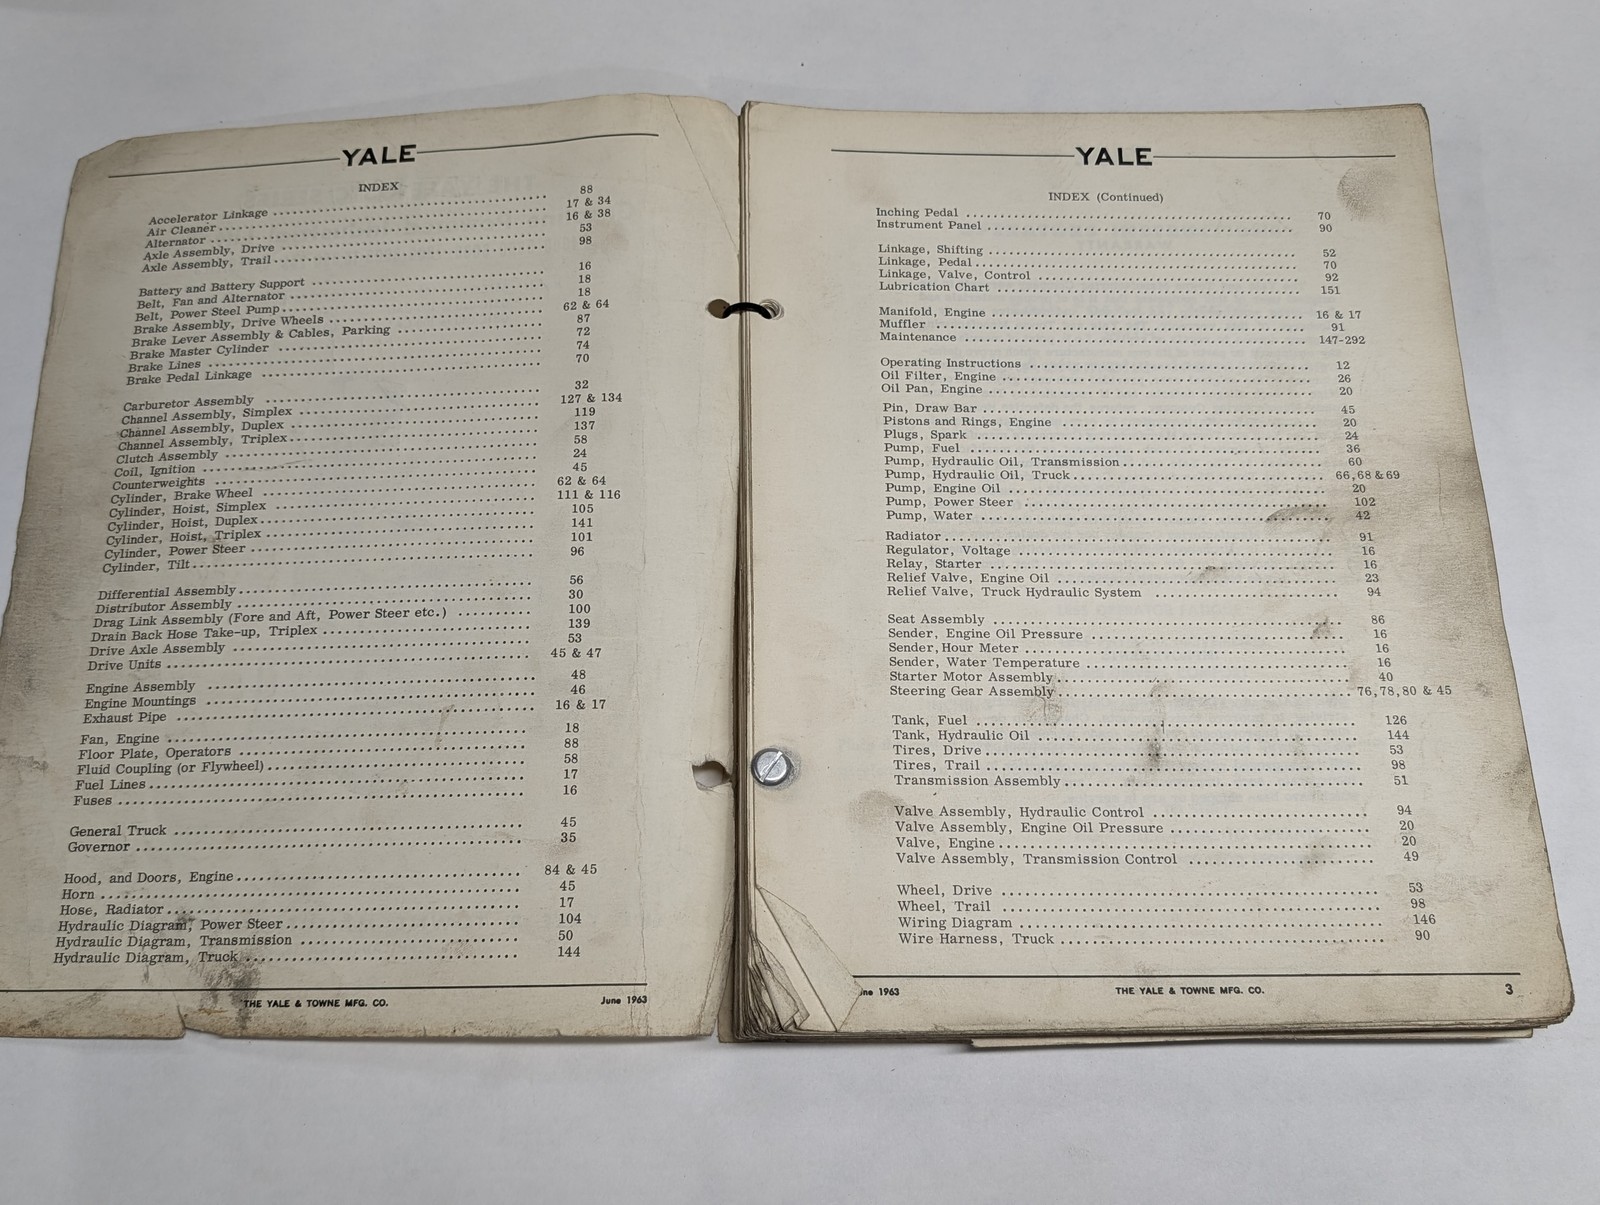 YALE
INDEX
Accelerator Linkage ........ 88
Air Cleaner ........ 17 & 34
Alternator ........ 16 & 38
Axle Assembly, Drive ........ 53
Axle Assembly, Trail ........ 98
Battery and Battery Support ........ 16
Belt, Fan and Alternator ........ 18
Belt, Power Steel Pump ........ 18
Brake Assembly, Drive Wheels ........ 62 & 64
Brake Lever Assembly & Cables, Parking ........ 87
Brake Master Cylinder ........ 72
Brake Lines ........ 74
Brake Pedal Linkage ........ 70
Carburetor Assembly ........ 32
Channel Assembly, Simplex ........ 127 & 134
Channel Assembly, Duplex ........ 119
Channel Assembly, Triplex ........ 137
Clutch Assembly ........ 58
Coil, Ignition ........ 24
Counterweights ........ 45
Cylinder, Brake Wheel ........ 62 & 64
Cylinder, Hoist, Simplex ........ 111 & 116
Cylinder, Hoist, Duplex ........ 105
Cylinder, Hoist, Triplex ........ 141
Cylinder, Power Steer ........ 101
Cylinder, Tilt ........ 96
Differential Assembly ........ 56
Distributor Assembly ........ 30
Drag Link Assembly (Fore and Aft, Power Steer etc.) ........ 100
Drain Back Hose Take-up, Triplex ........ 139
Drive Axle Assembly ........ 53
Drive Units ........ 45 & 47
Engine Assembly ........ 48
Engine Mountings ........ 46
Exhaust Pipe ........ 16 & 17
Fan, Engine ........ 18
Floor Plate, Operators ........ 88
Fluid Coupling (or Flywheel) ........ 58
Fuel Lines ........ 17
Fuses ........ 16
General Truck ........ 45
Governor ........ 35
Hood, and Doors, Engine ........ 84 & 45
Horn ........ 45
Hose, Radiator ........ 17
Hydraulic Diagram, Power Steer ........ 104
Hydraulic Diagram, Transmission ........ 50
Hydraulic Diagram, Truck ........ 144
THE YALE & TOWNE MFG. CO. June 1963
YALE
INDEX (Continued)
Inching Pedal ........ 70
Instrument Panel ........ 90
Linkage, Shifting ........ 52
Linkage, Pedal ........ 70
Linkage, Valve, Control ........ 92
Lubrication Chart ........ 151
Manifold, Engine ........ 16 & 17
Muffler ........ 91
Maintenance ........ 147-292
Operating Instructions ........ 12
Oil Filter, Engine ........ 26
Oil Pan, Engine ........ 20
Pin, Draw Bar ........ 45
Pistons and Rings, Engine ........ 20
Plugs, Spark ........ 24
Pump, Fuel ........ 36
Pump, Hydraulic Oil, Transmission ........ 60
Pump, Hydraulic Oil, Truck ........ 66,68 & 69
Pump, Engine Oil ........ 20
Pump, Power Steer ........ 102
Pump, Water ........ 42
Radiator ........ 91
Regulator, Voltage ........ 16
Relay, Starter ........ 16
Relief Valve, Engine Oil ........ 23
Relief Valve, Truck Hydraulic System ........ 94
Seat Assembly ........ 86
Sender, Engine Oil Pressure ........ 16
Sender, Hour Meter ........ 16
Sender, Water Temperature ........ 16
Starter Motor Assembly ........ 40
Steering Gear Assembly ........ 76,78,80 & 45
Tank, Fuel ........ 126
Tank, Hydraulic Oil ........ 144
Tires, Drive ........ 53
Tires, Trail ........ 98
Transmission Assembly ........ 51
Valve Assembly, Hydraulic Control ........ 94
Valve Assembly, Engine Oil Pressure ........ 20
Valve, Engine ........ 20
Valve Assembly, Transmission Control ........ 49
Wheel, Drive ........ 53
Wheel, Trail ........ 98
Wiring Diagram ........ 146
Wire Harness, Truck ........ 90
ne 1963 THE YALE & TOWNE MFG. CO. 3